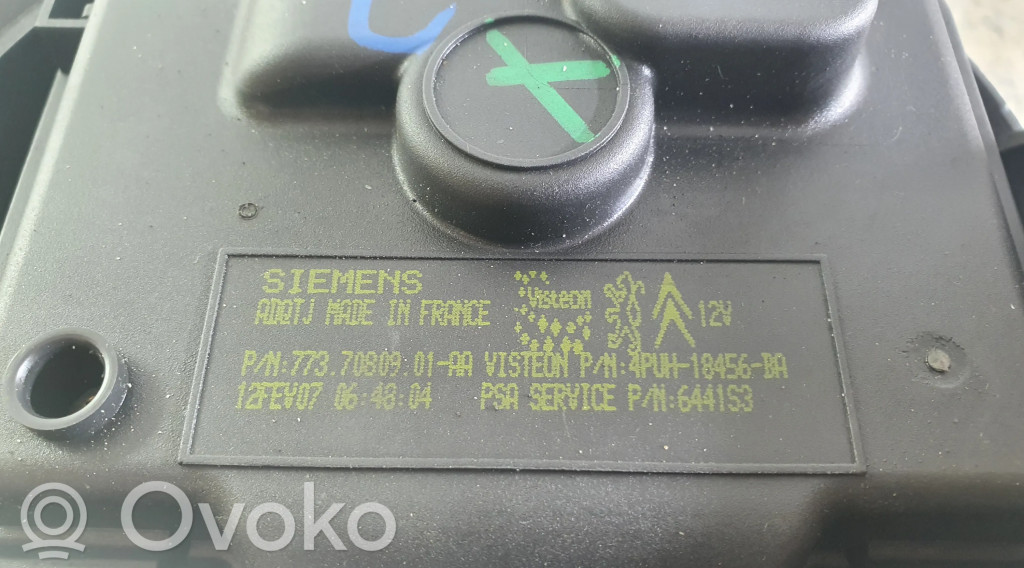 SIEMENS
ADQTJ MADE IN FRANCE
Visteon
12V
P/N:773.70809.01-AA VISTEON P/N:4PUH-18456-BA
12FEV07 06:48:04 PSA SERVICE P/N:6441S3
Ovoko